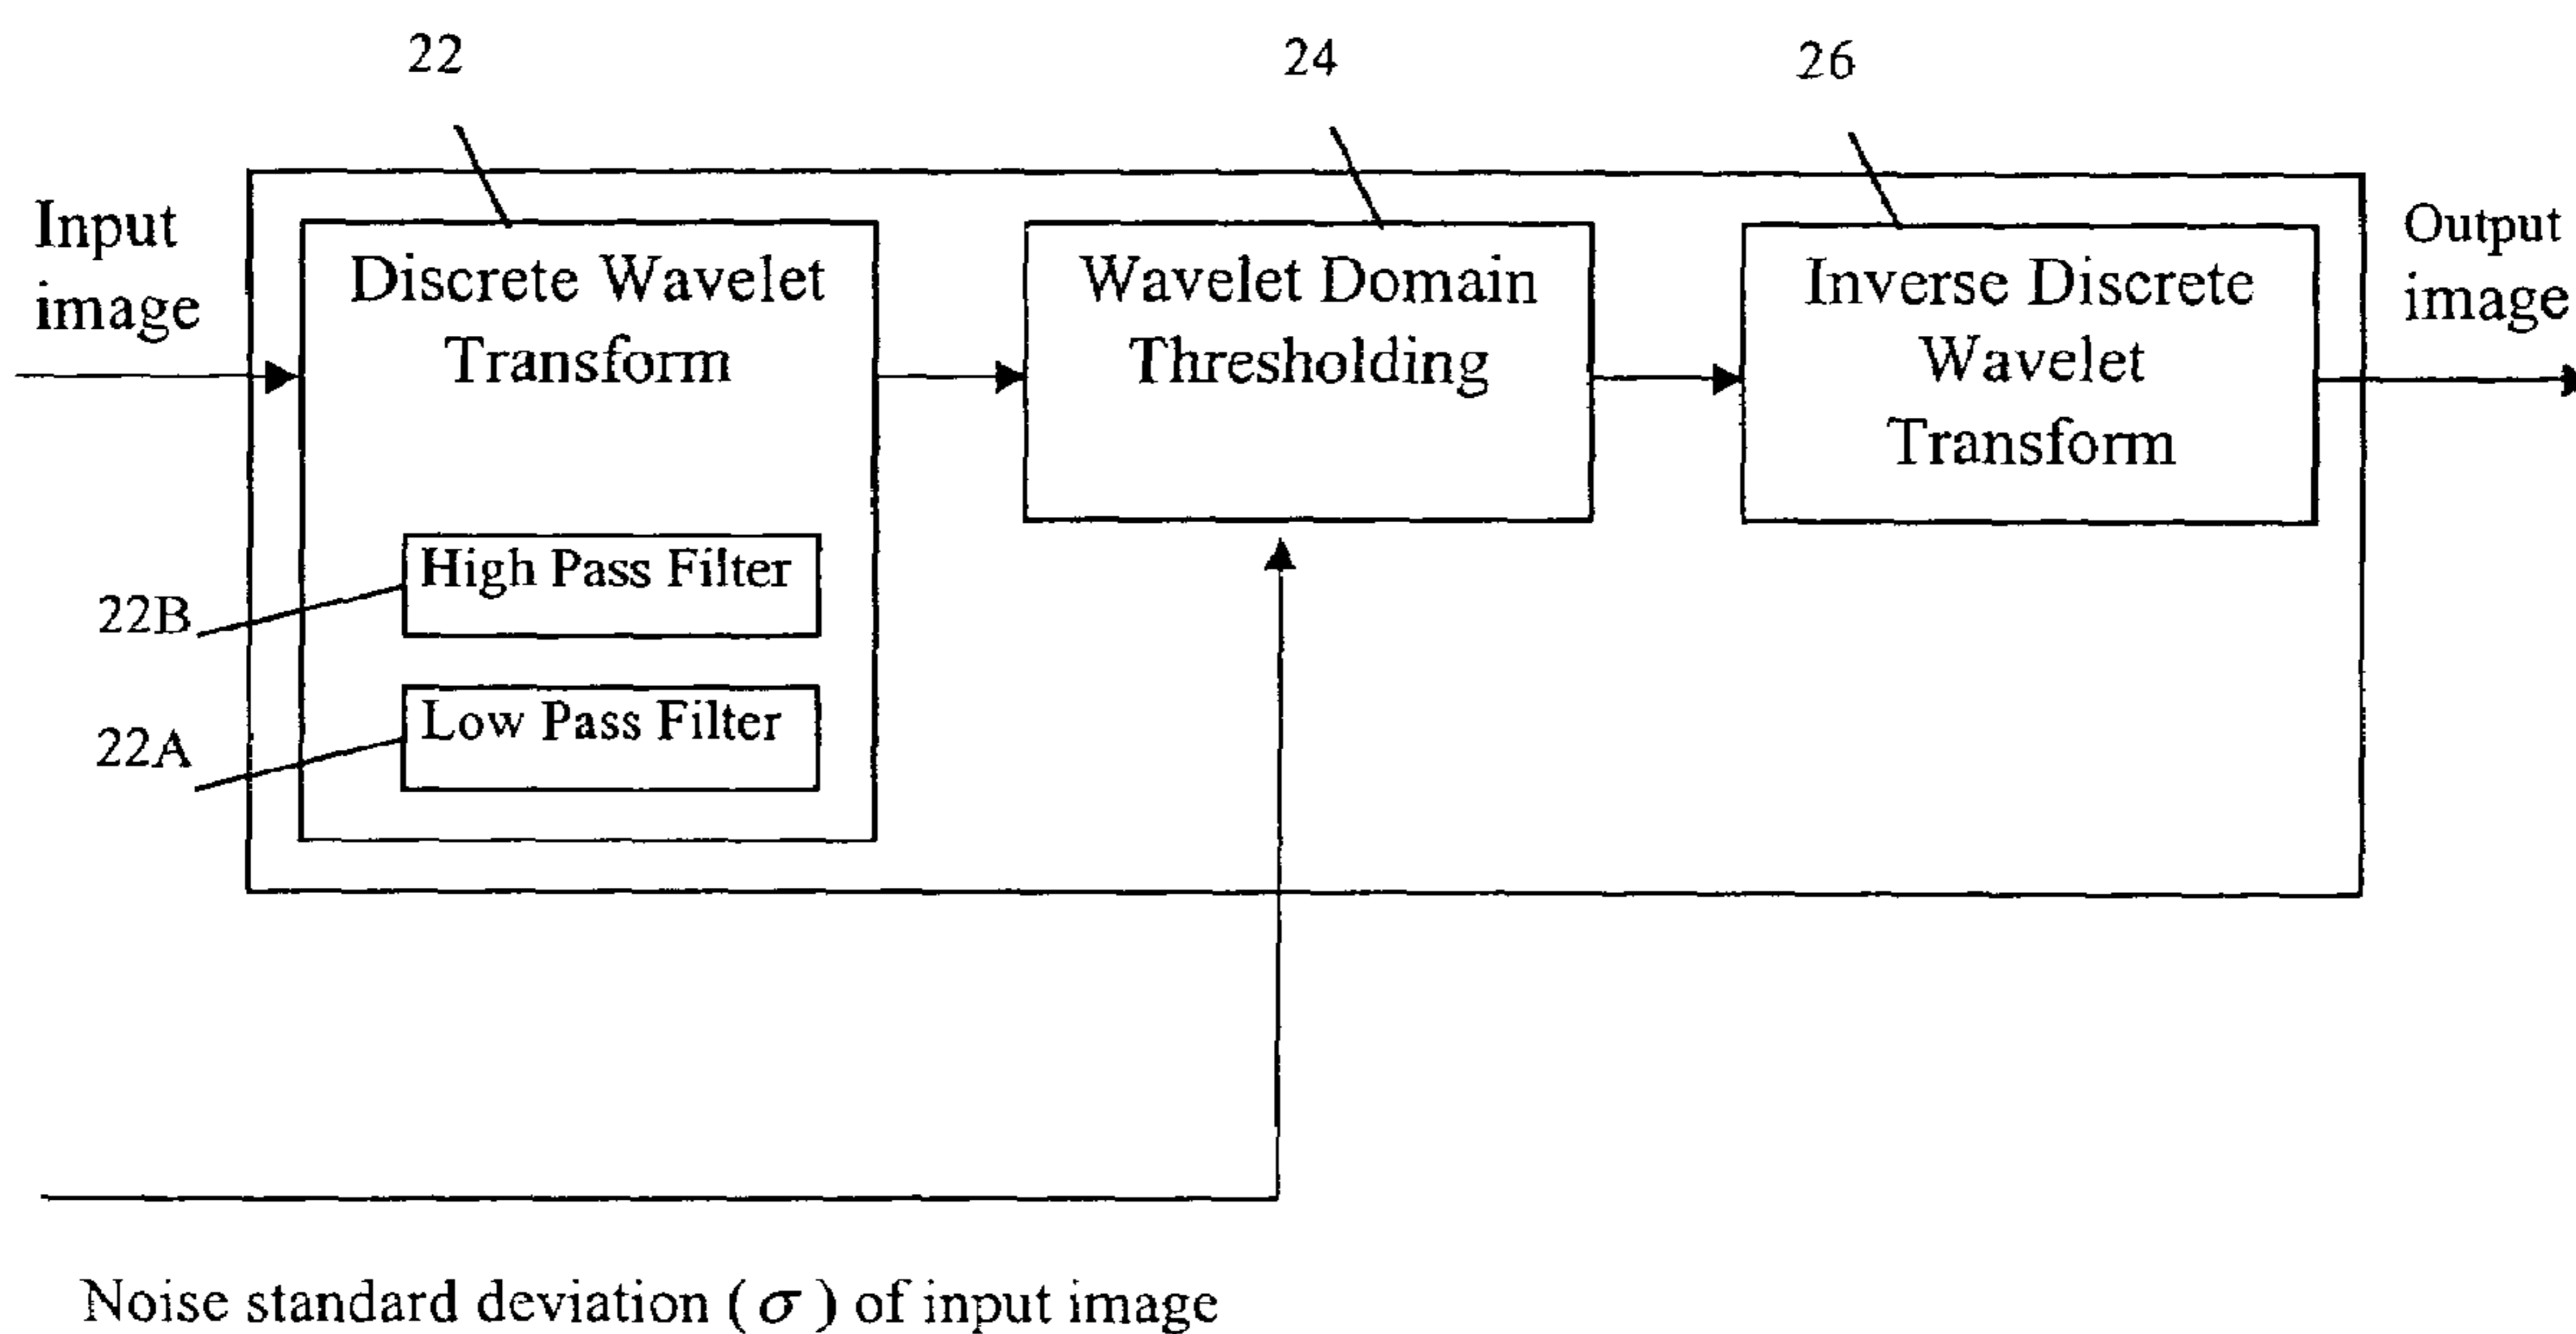 22
24
26
Input
image
Discrete Wavelet
Transform
Wavelet Domain
Thresholding
Inverse Discrete
Wavelet
Transform
Output
image
High Pass Filter
22B
Low Pass Filter
22A
Noise standard deviation ( σ ) of input image